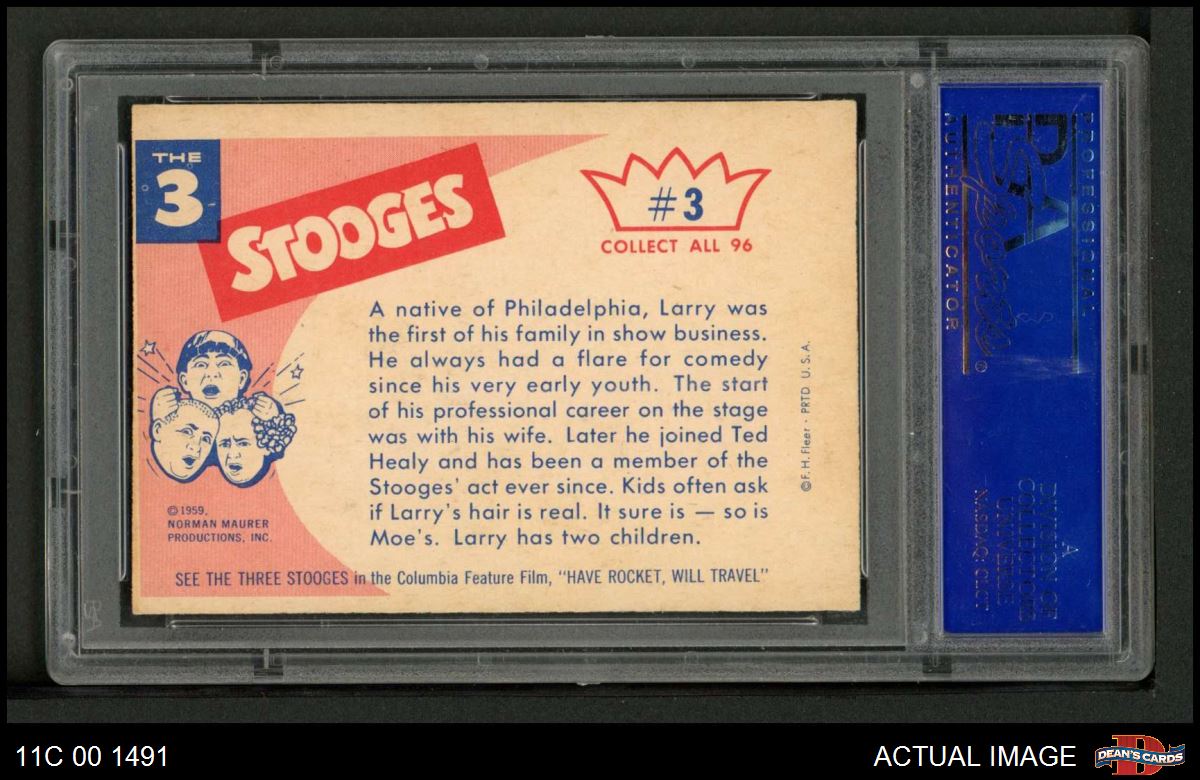 THE
3
STOOGES
#3
COLLECT ALL 96
A native of Philadelphia, Larry was
the first of his family in show business.
He always had a flare for comedy
since his very early youth. The start
of his professional career on the stage
was with his wife. Later he joined Ted
Healy and has been a member of the
Stooges' act ever since. Kids often ask
if Larry's hair is real. It sure is — so is
Moe's. Larry has two children.
© 1959,
NORMAN MAURER
PRODUCTIONS, INC.
SEE THE THREE STOOGES in the Columbia Feature Film, "HAVE ROCKET, WILL TRAVEL"
© F. H. Fleer · PRTD U. S. A.
PROFESSIONAL
PSA
Sports
AUTHENTICATOR
A
DIVISION OF
COLLECTORS
UNIVERSE
NASDAQ: CLCT
11C 00 1491
ACTUAL IMAGE
DEAN'S CARDS